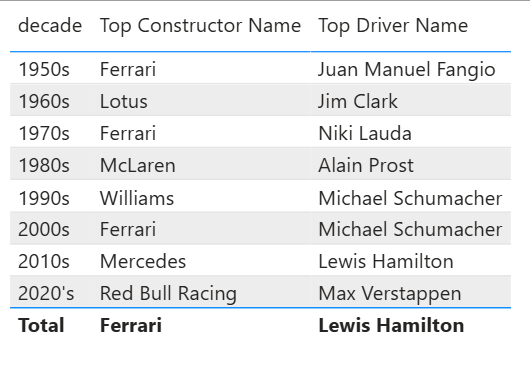 decade Top Constructor Name Top Driver Name
1950s Ferrari Juan Manuel Fangio
1960s Lotus Jim Clark
1970s Ferrari Niki Lauda
1980s McLaren Alain Prost
1990s Williams Michael Schumacher
2000s Ferrari Michael Schumacher
2010s Mercedes Lewis Hamilton
2020's Red Bull Racing Max Verstappen
Total Ferrari Lewis Hamilton